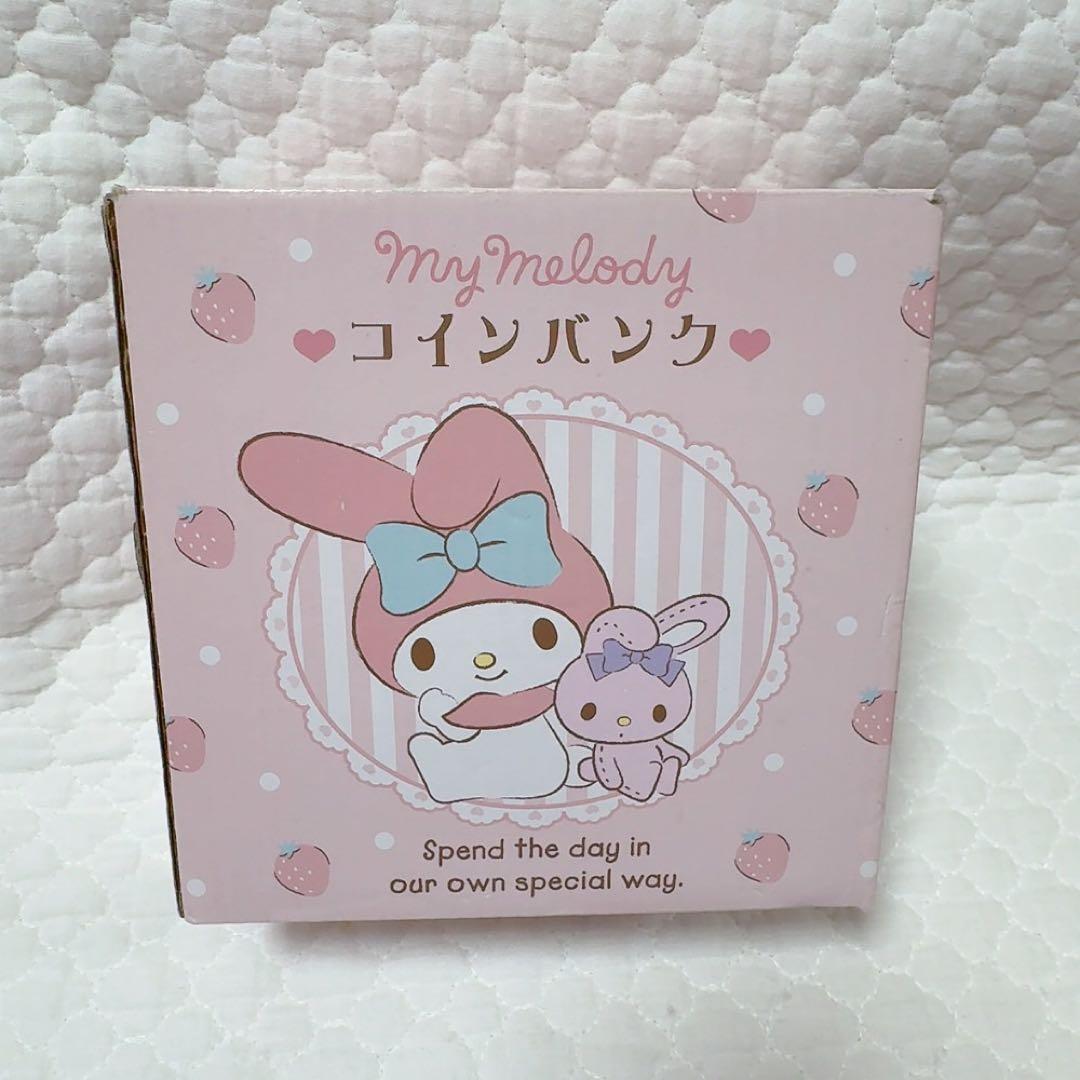 My Melody
コインバンク
Spend the day in
our own special way.